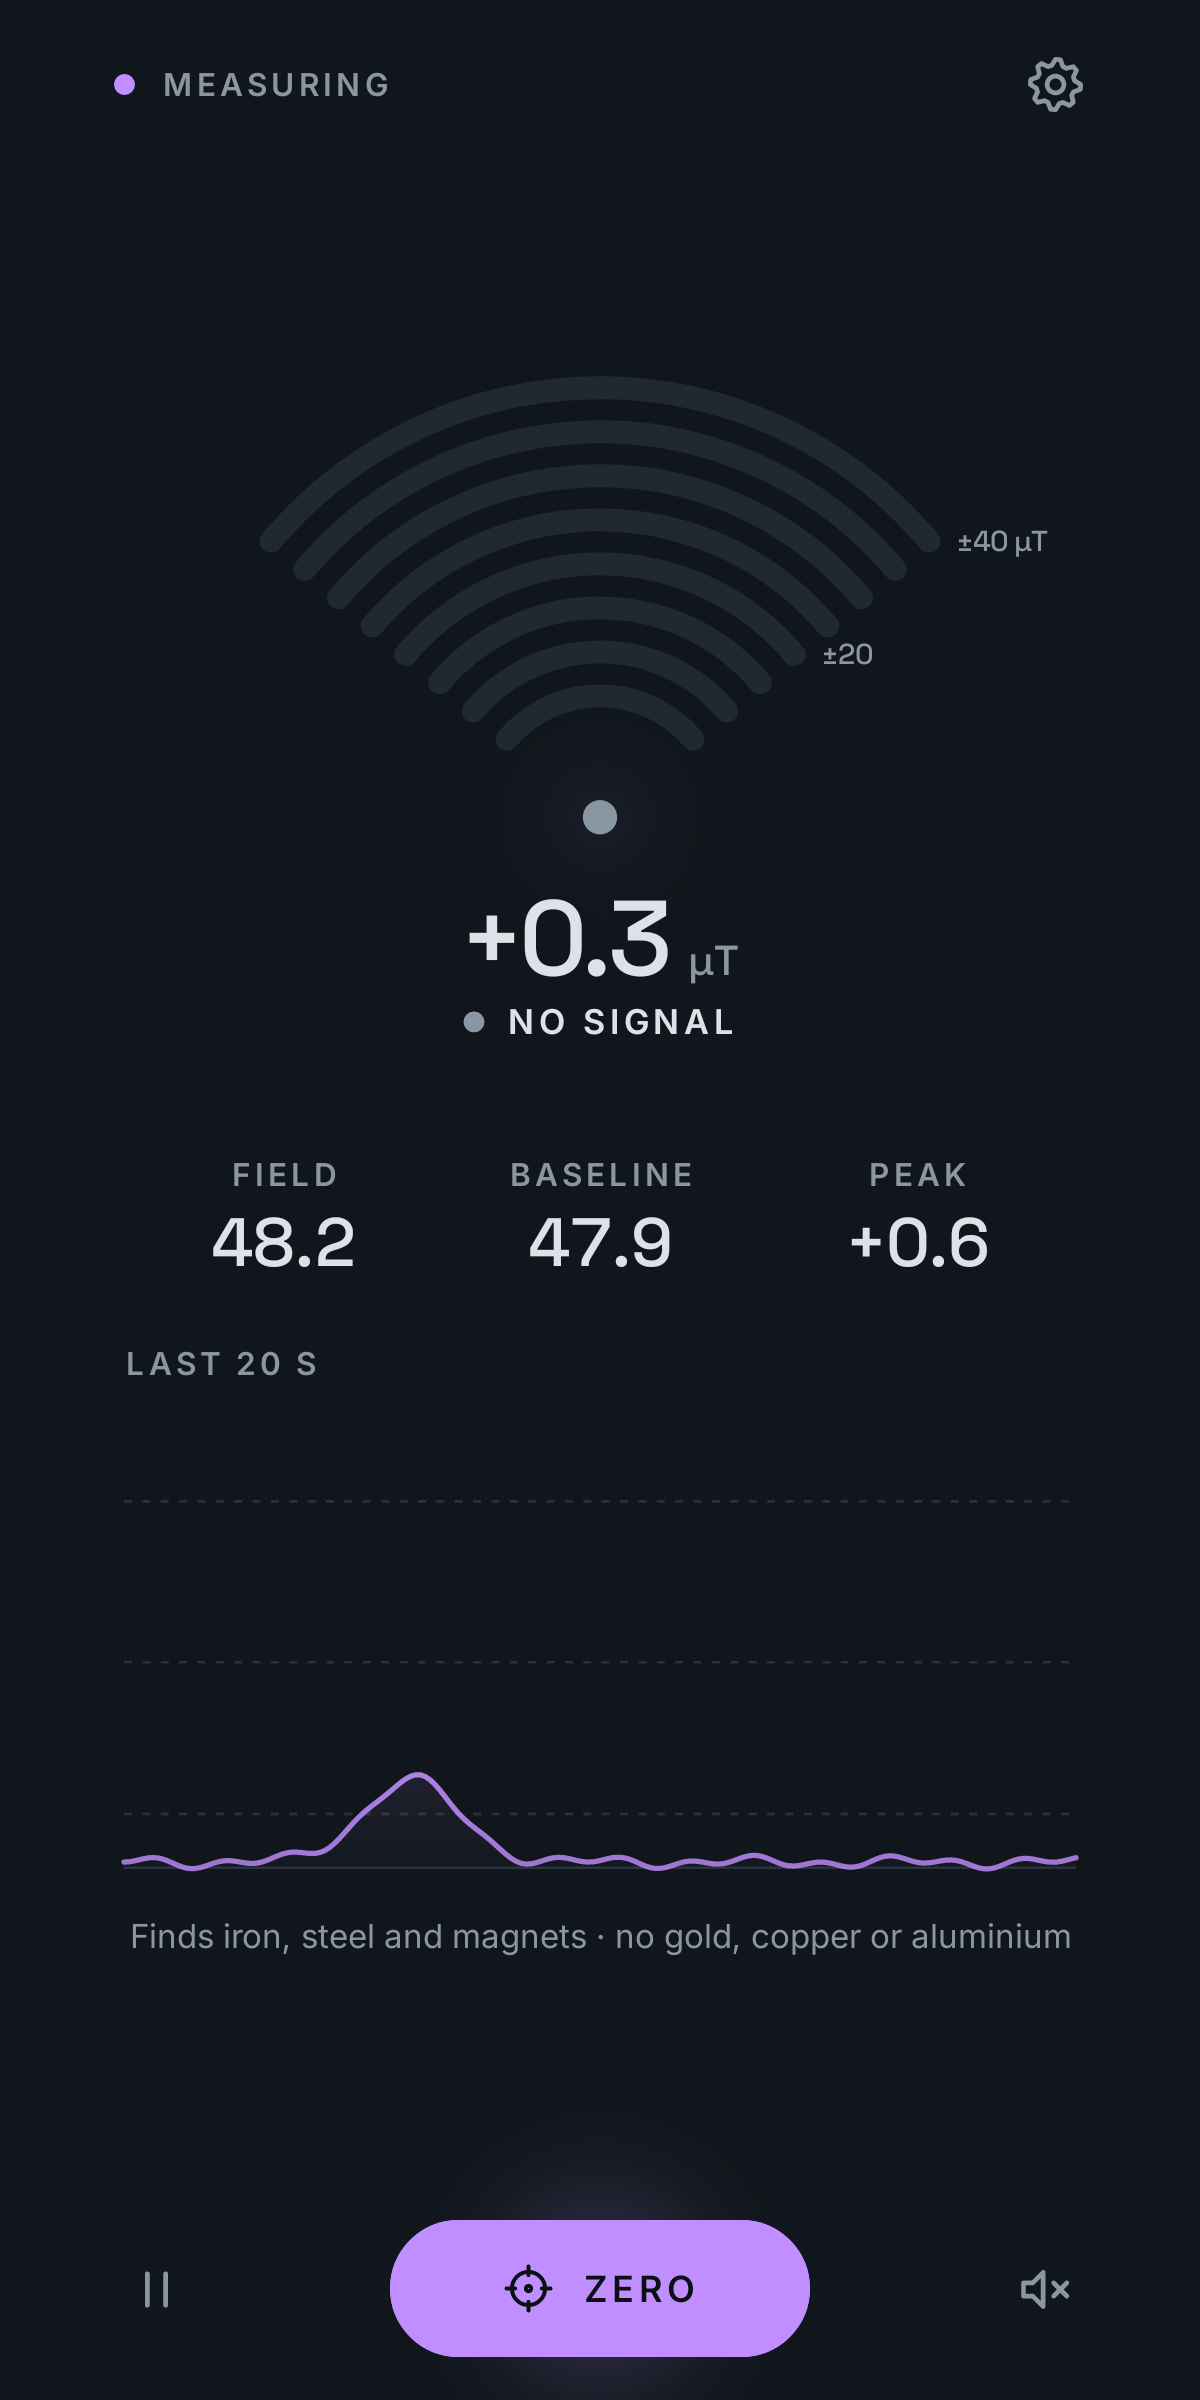 MEASURING
±40 µT
±20
+0.3 µT
NO SIGNAL
FIELD BASELINE PEAK
48.2 47.9 +0.6
LAST 20 S
Finds iron, steel and magnets · no gold, copper or aluminium
ZERO